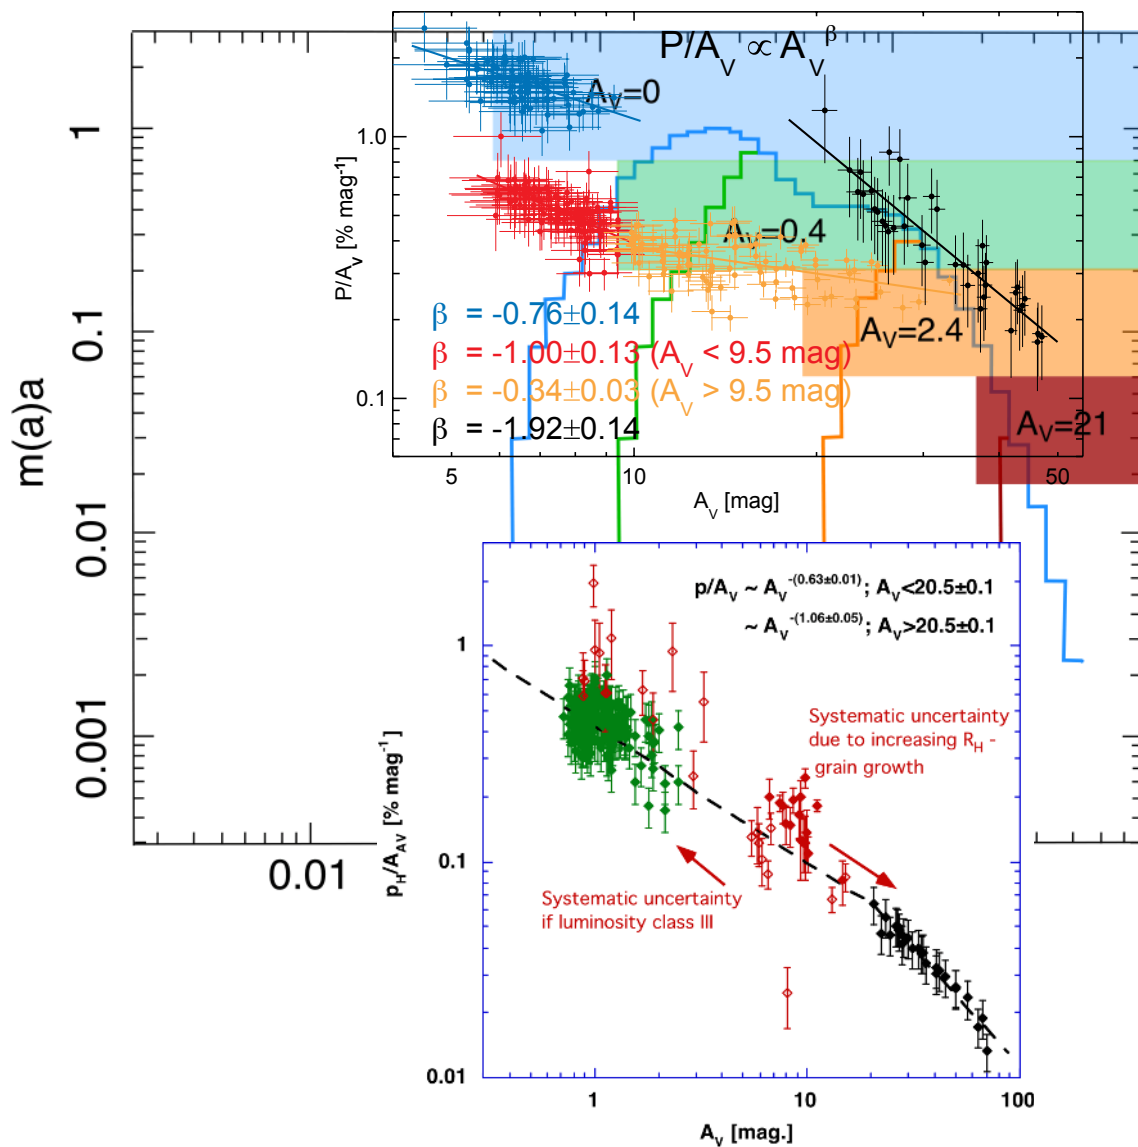 P/A_V ∝ A_V^β
A_V=0
1
1.0
P/A_V [% mag⁻¹]
A_V=0.4
β = -0.76±0.14
A_V=2.4
0.1
β = -1.00±0.13 (A_V < 9.5 mag)
m(a)a
β = -0.34±0.03 (A_V > 9.5 mag)
0.1
β = -1.92±0.14
A_V=21
5
10
50
A_V [mag]
0.01
p/A_V ~ A_V^-(0.63±0.01); A_V<20.5±0.1
~ A_V^-(1.06±0.05); A_V>20.5±0.1
1
0.001
Systematic uncertainty
due to increasing R_H -
grain growth
p_H/A_AV [% mag⁻¹]
0.01
0.1
Systematic uncertainty
if luminosity class III
0.01
1
10
100
A_V [mag.]